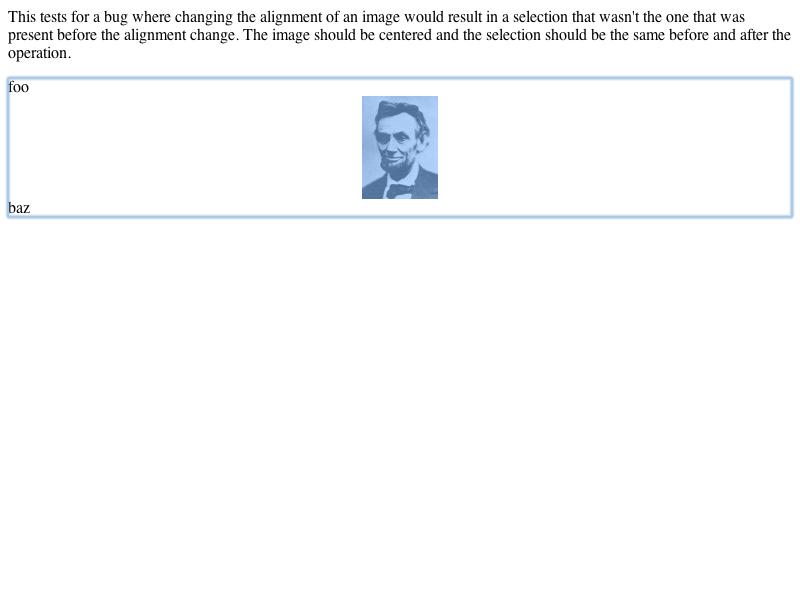 This tests for a bug where changing the alignment of an image would result in a selection that wasn't the one that was
present before the alignment change. The image should be centered and the selection should be the same before and after the
operation.
foo
baz